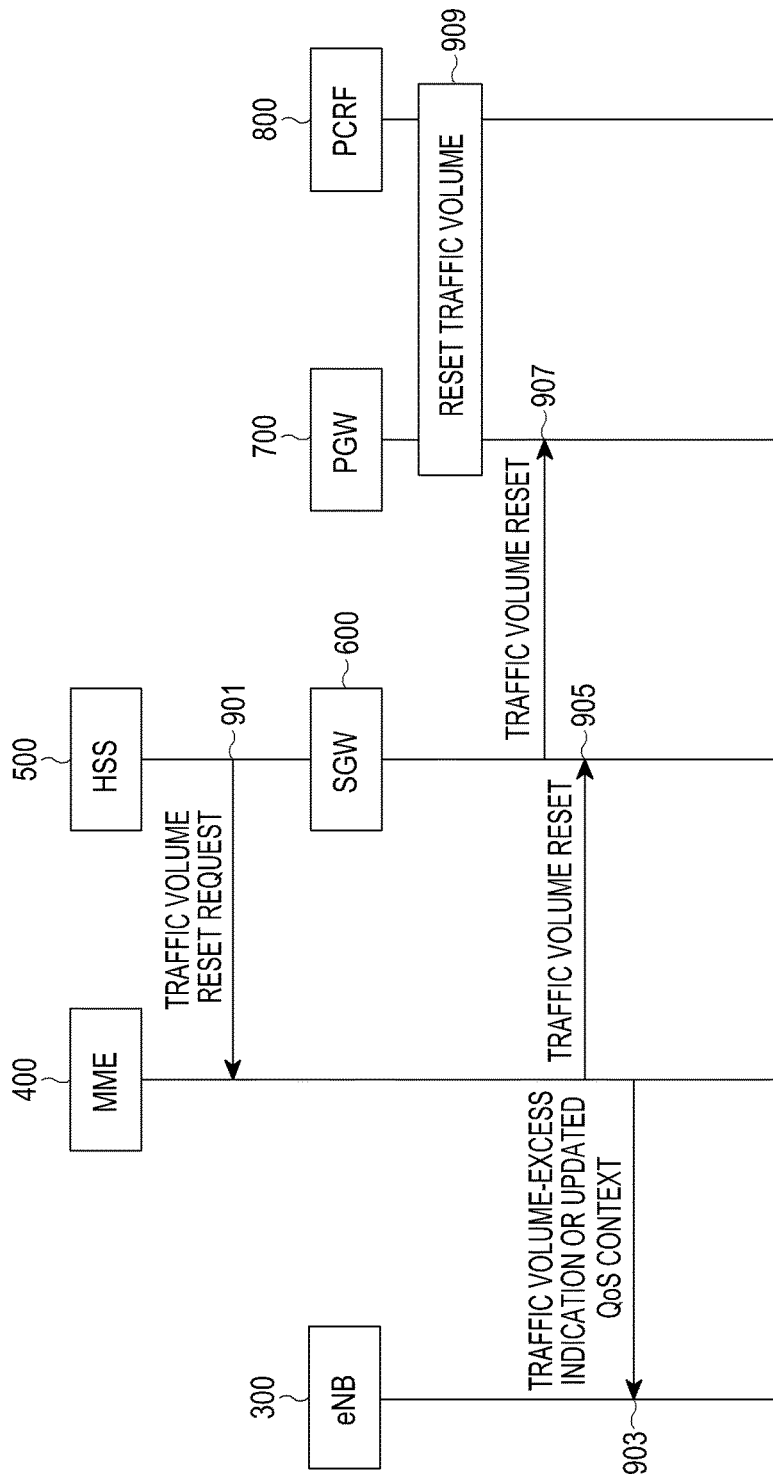 300
eNB
400
MME
500
HSS
600
SGW
700
PGW
800
PCRF
TRAFFIC VOLUME
RESET REQUEST
901
RESET TRAFFIC VOLUME
909
TRAFFIC VOLUME RESET
907
TRAFFIC VOLUME RESET
905
TRAFFIC VOLUME-EXCESS
INDICATION OR UPDATED
QoS CONTEXT
903